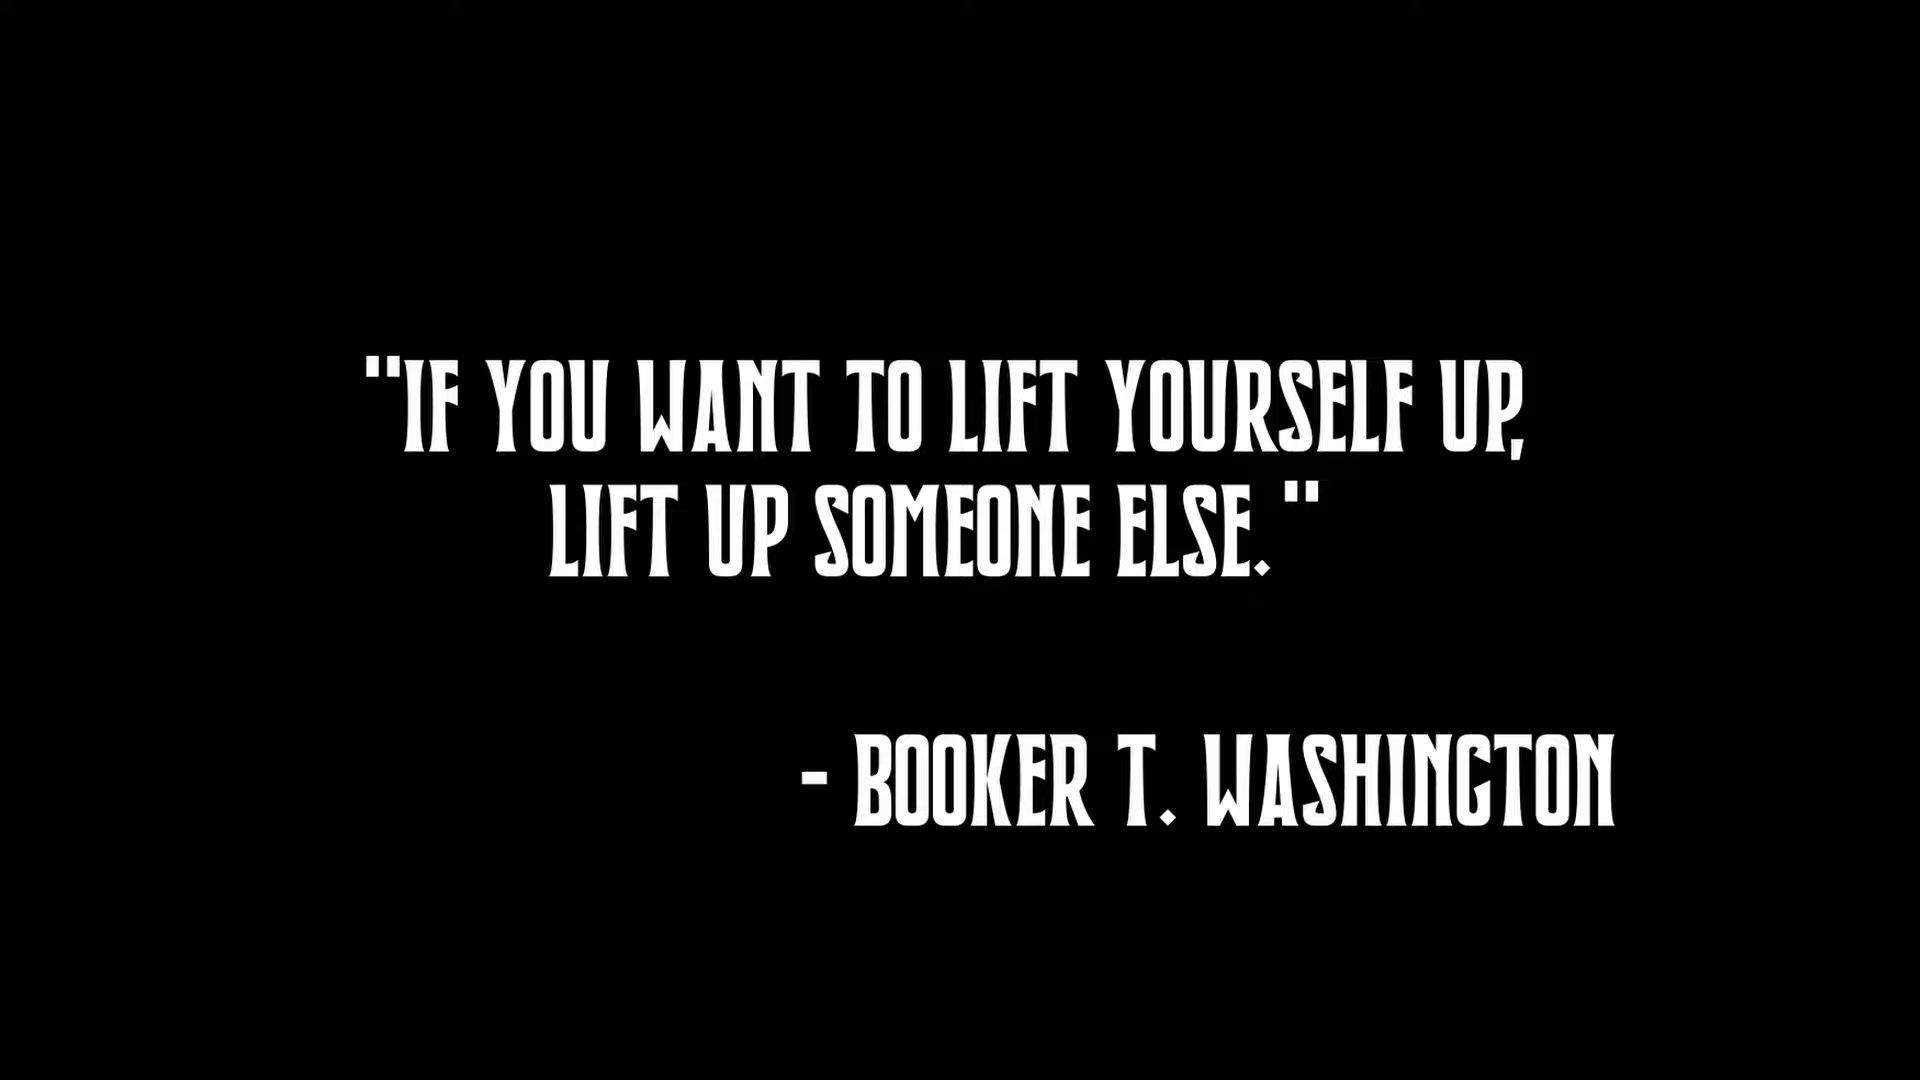 "IF YOU WANT TO LIFT YOURSELF UP,
LIFT UP SOMEONE ELSE."
- BOOKER T. WASHINGTON